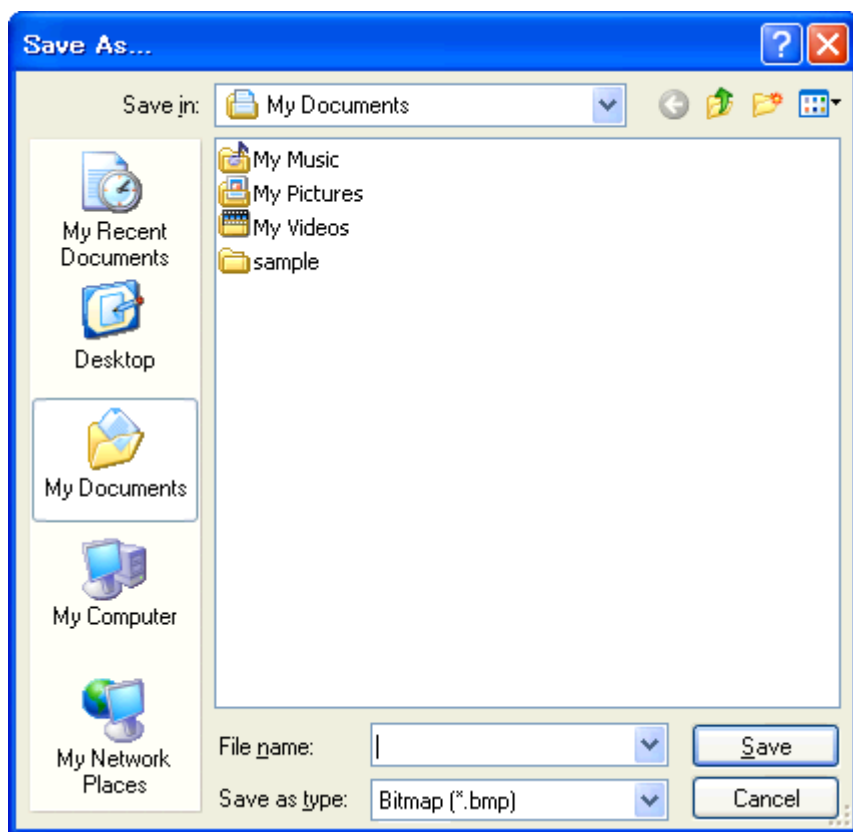 Save As...
?
Save in:
My Documents
My Recent
Documents
Desktop
My Documents
My Computer
My Network
Places
My Music
My Pictures
My Videos
sample
File name:
Save
Save as type:
Bitmap (*.bmp)
Cancel